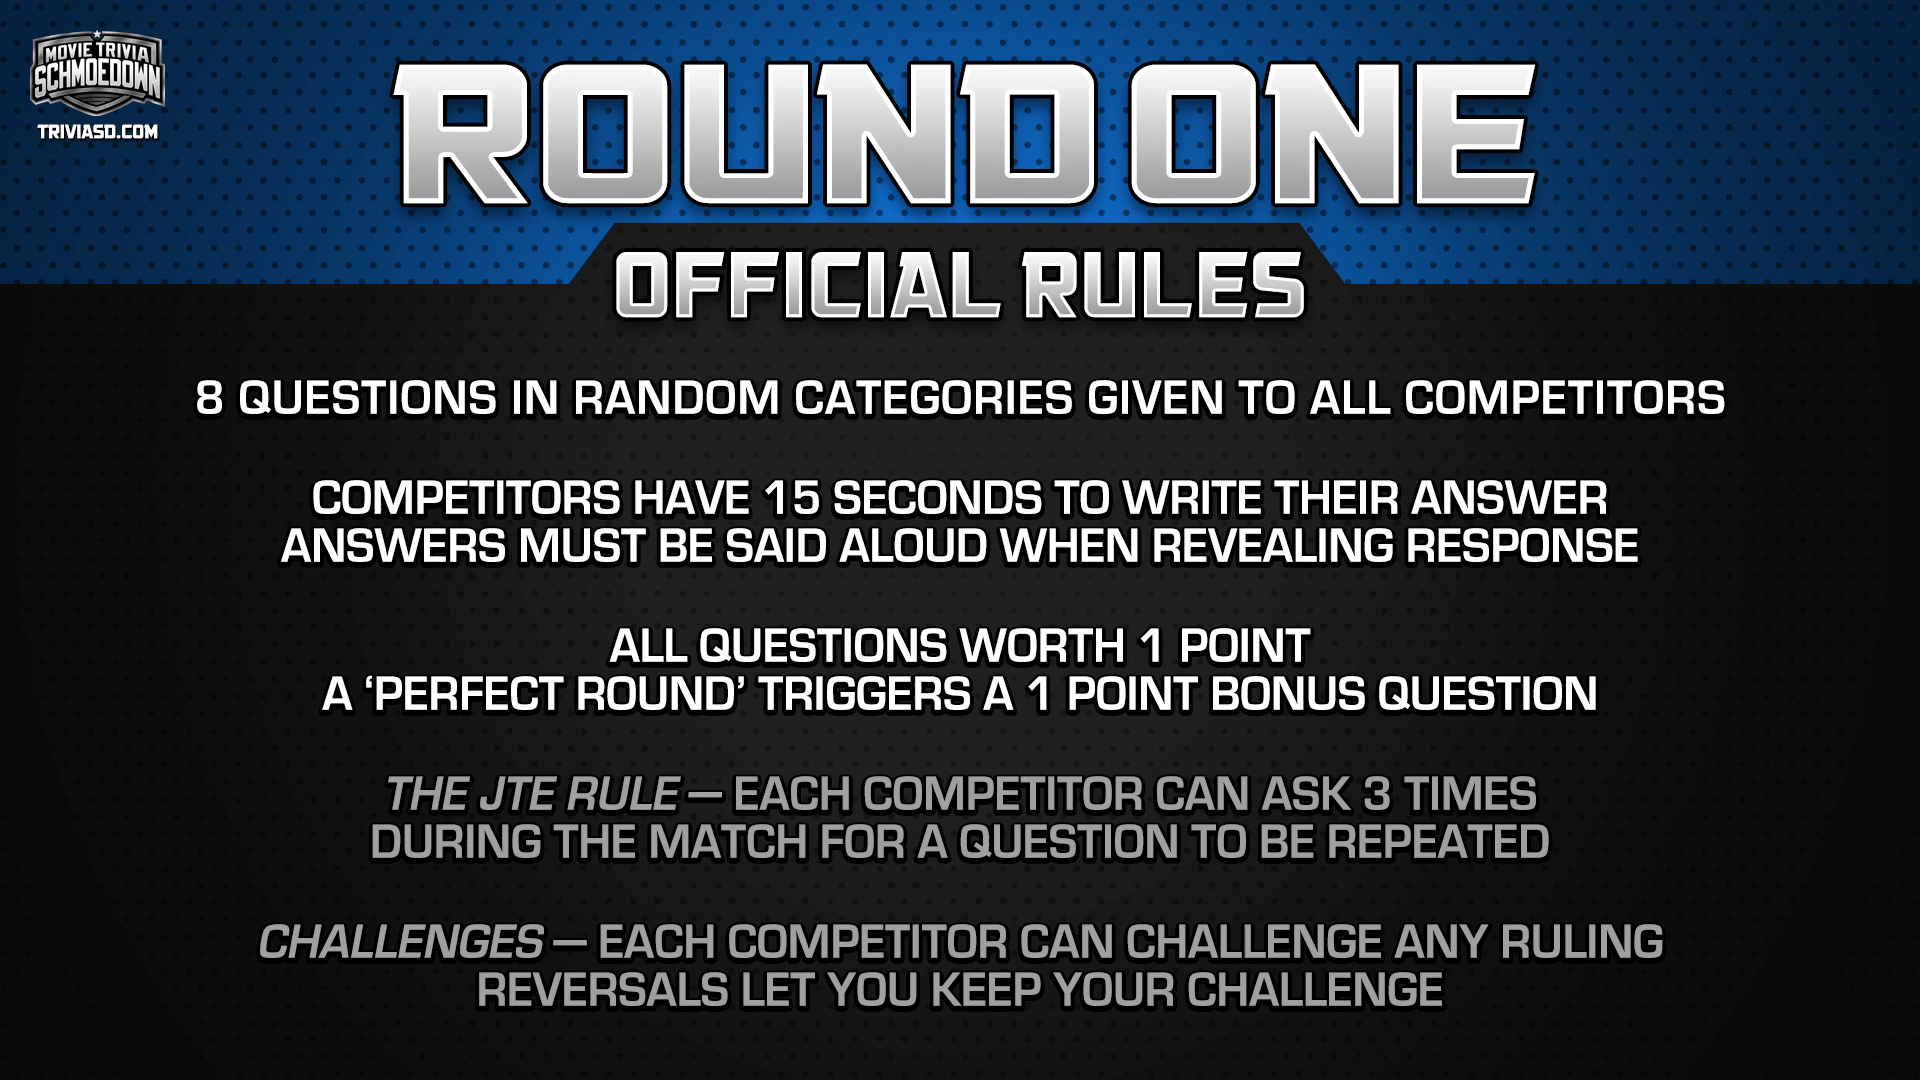 MOVIE TRIVIA
SCHMOEDOWN
TRIVIASD.COM
ROUND ONE
OFFICIAL RULES
8 QUESTIONS IN RANDOM CATEGORIES GIVEN TO ALL COMPETITORS
COMPETITORS HAVE 15 SECONDS TO WRITE THEIR ANSWER
ANSWERS MUST BE SAID ALOUD WHEN REVEALING RESPONSE
ALL QUESTIONS WORTH 1 POINT
A ‘PERFECT ROUND’ TRIGGERS A 1 POINT BONUS QUESTION
THE JTE RULE – EACH COMPETITOR CAN ASK 3 TIMES
DURING THE MATCH FOR A QUESTION TO BE REPEATED
CHALLENGES – EACH COMPETITOR CAN CHALLENGE ANY RULING
REVERSALS LET YOU KEEP YOUR CHALLENGE